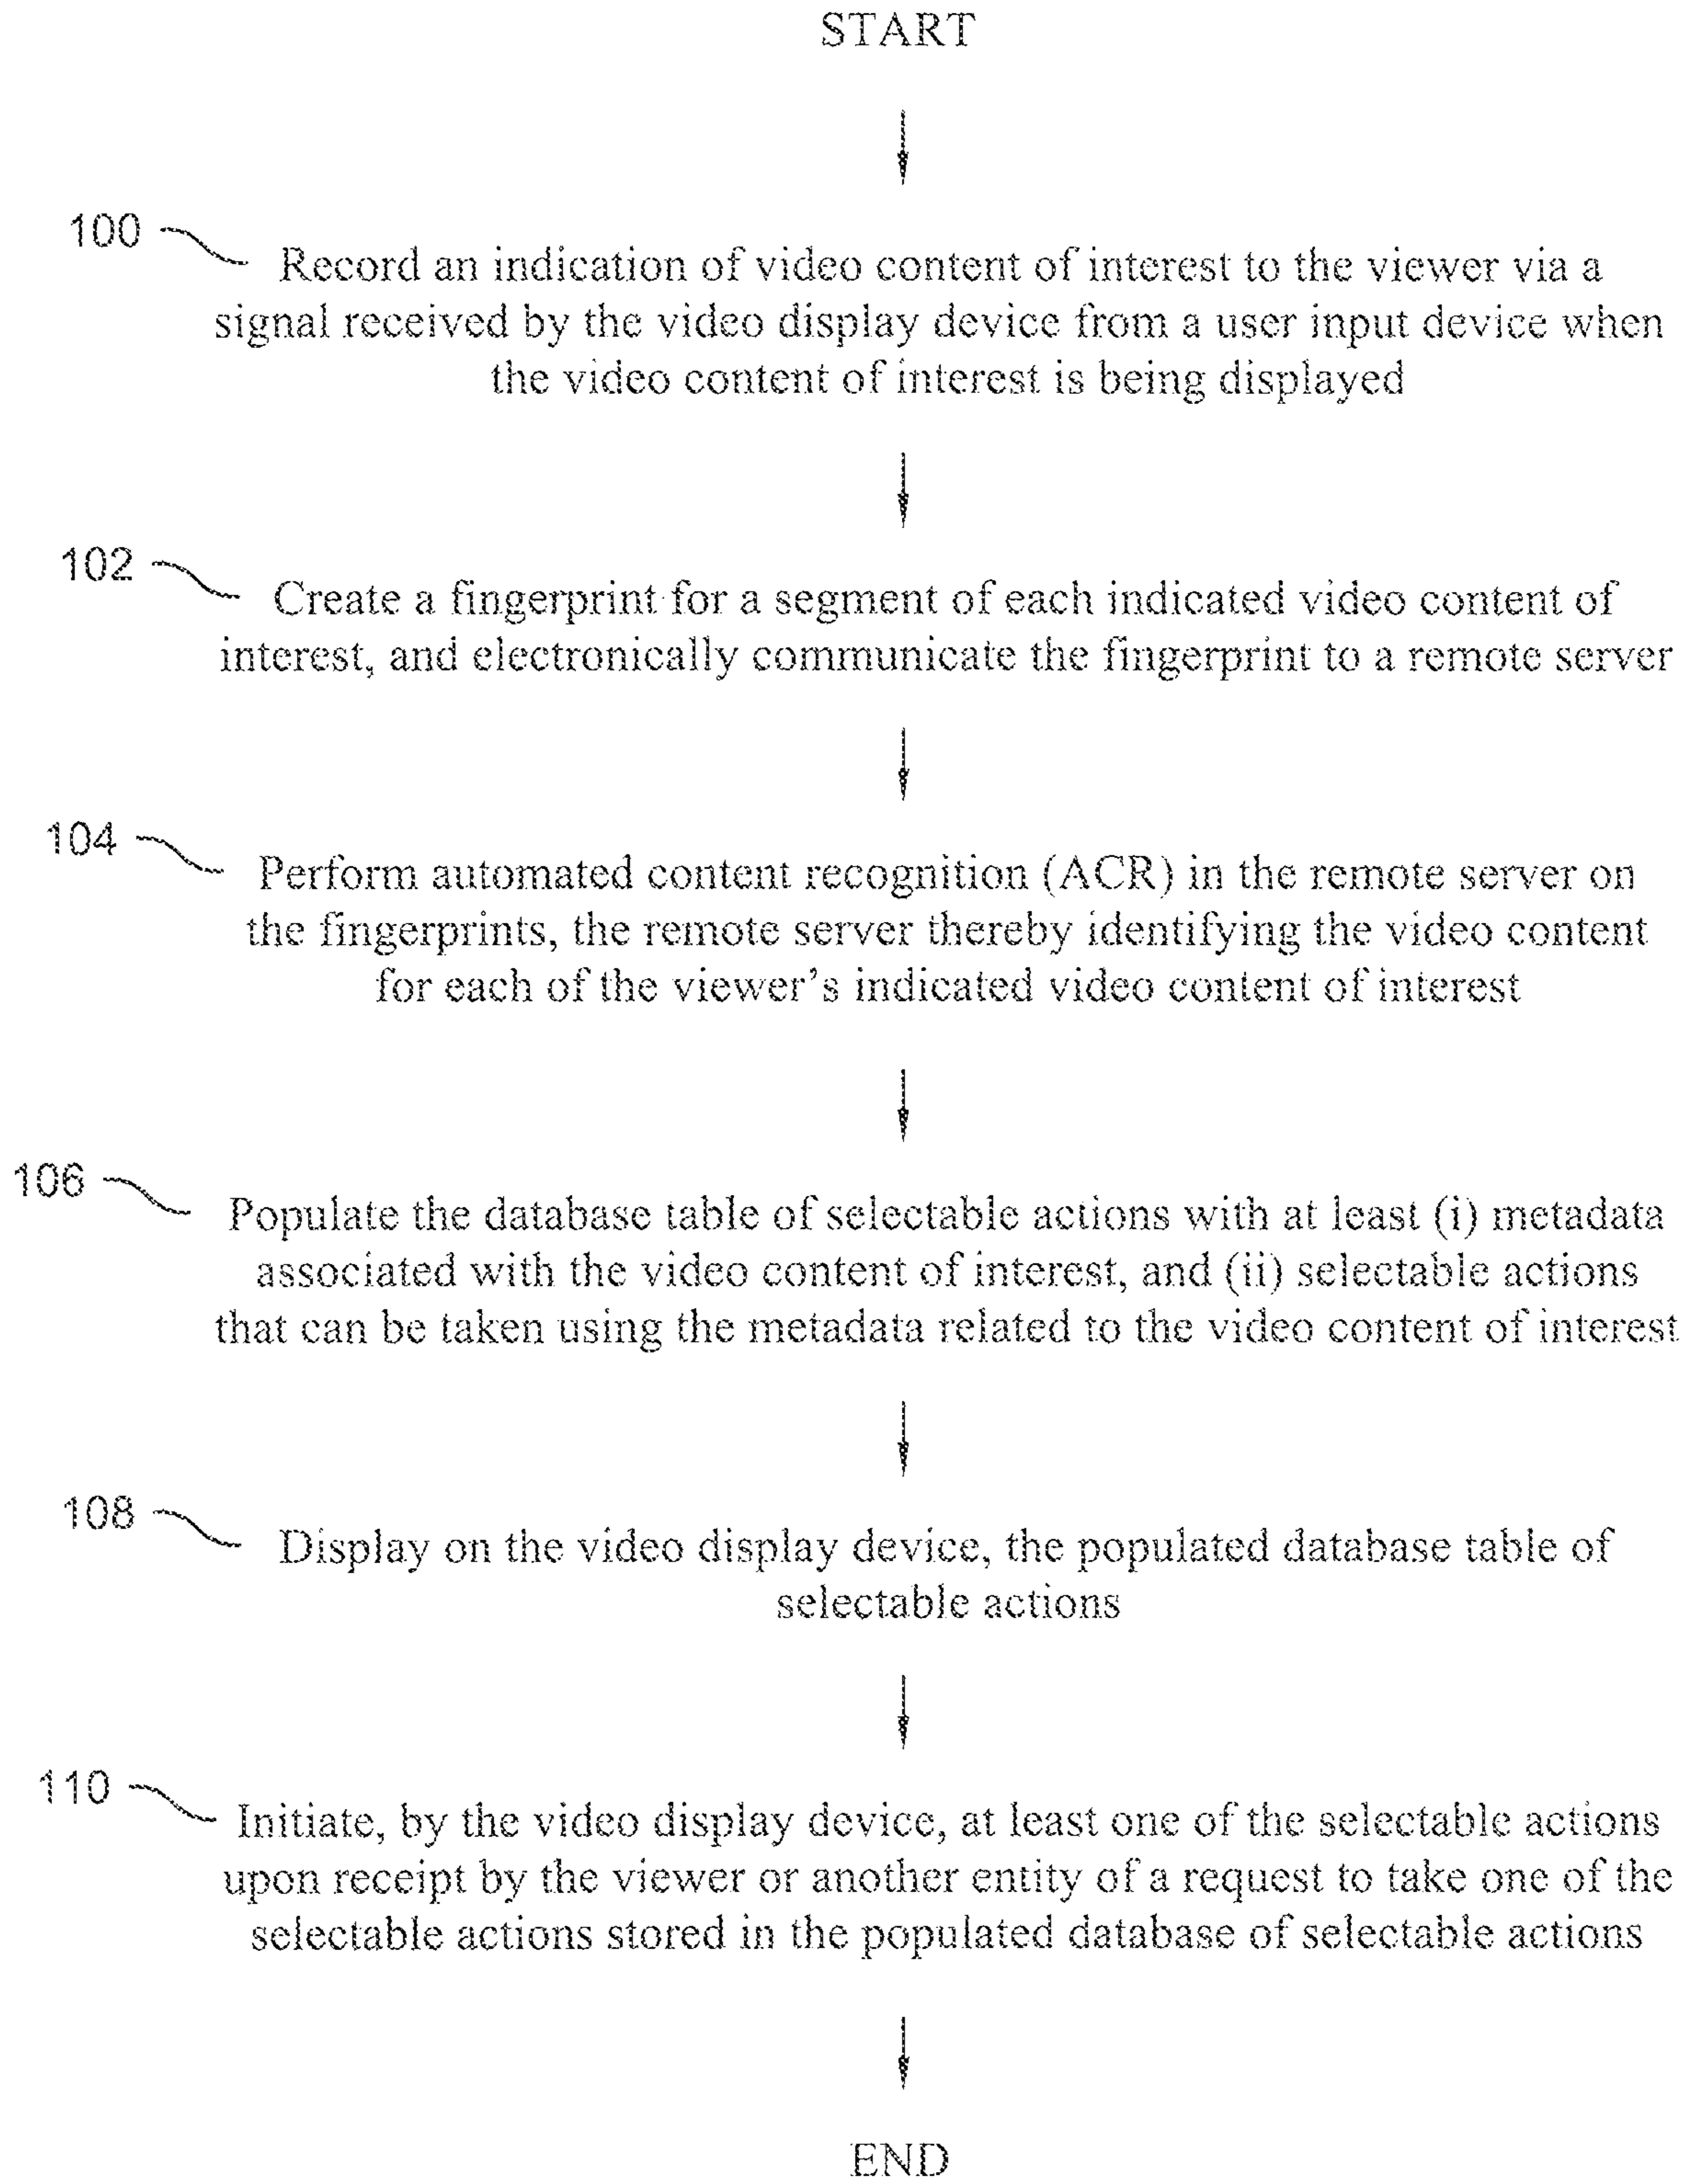 START
100
Record an indication of video content of interest to the viewer via a
signal received by the video display device from a user input device when
the video content of interest is being displayed
102
Create a fingerprint for a segment of each indicated video content of
interest, and electronically communicate the fingerprint to a remote server
104
Perform automated content recognition (ACR) in the remote server on
the fingerprints, the remote server thereby identifying the video content
for each of the viewer's indicated video content of interest
106
Populate the database table of selectable actions with at least (i) metadata
associated with the video content of interest, and (ii) selectable actions
that can be taken using the metadata related to the video content of interest
108
Display on the video display device, the populated database table of
selectable actions
110
Initiate, by the video display device, at least one of the selectable actions
upon receipt by the viewer or another entity of a request to take one of the
selectable actions stored in the populated database of selectable actions
END